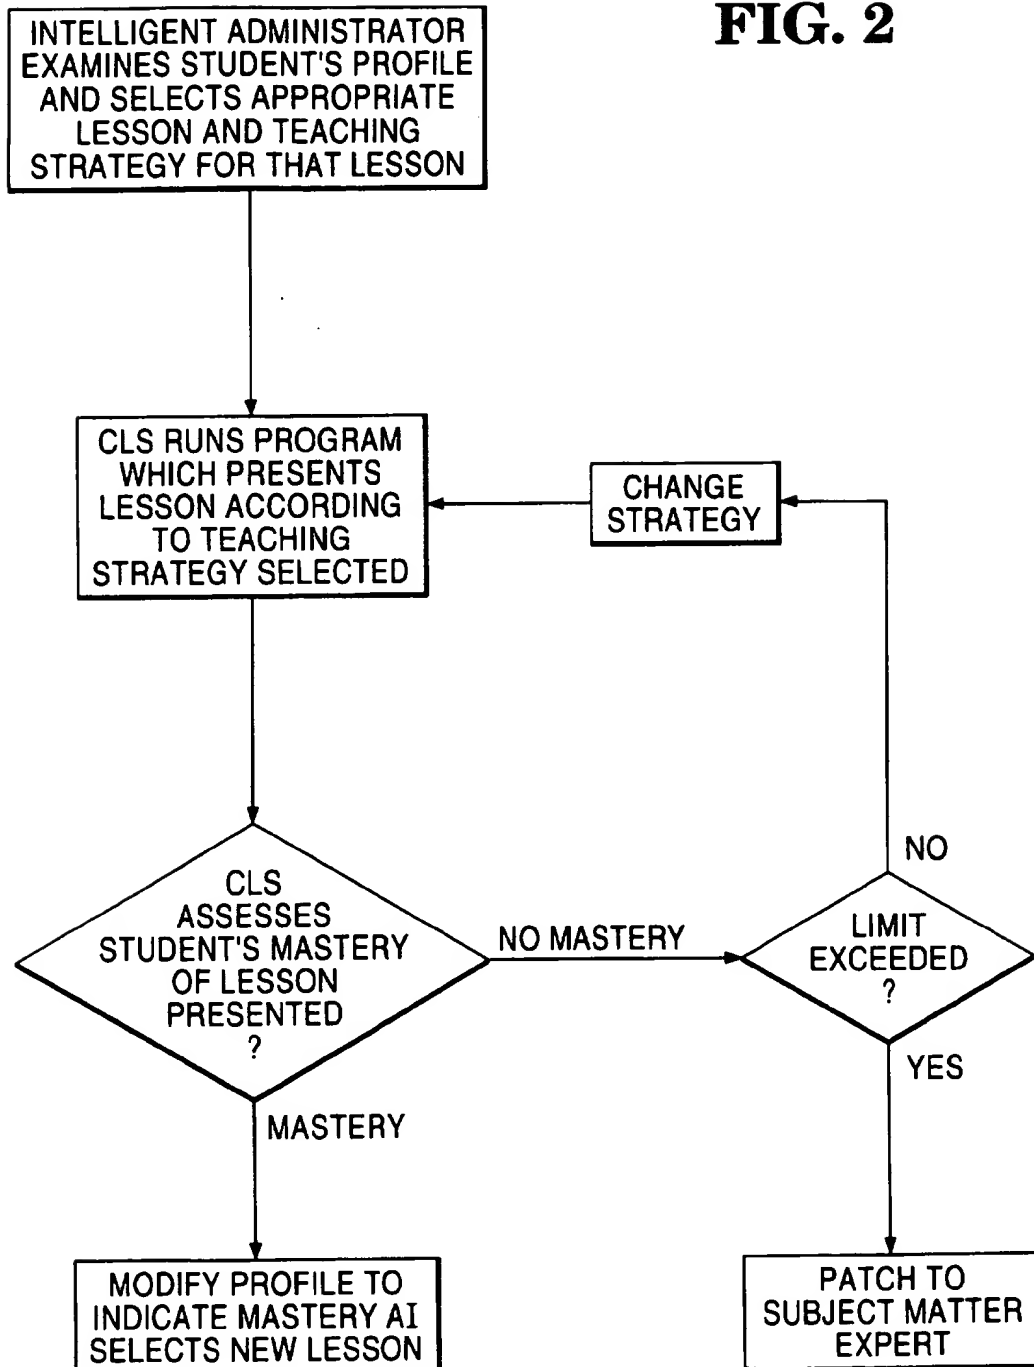 FIG. 2
INTELLIGENT ADMINISTRATOR
EXAMINES STUDENT'S PROFILE
AND SELECTS APPROPRIATE
LESSON AND TEACHING
STRATEGY FOR THAT LESSON
CLS RUNS PROGRAM
WHICH PRESENTS
LESSON ACCORDING
TO TEACHING
STRATEGY SELECTED
CHANGE
STRATEGY
CLS
ASSESSES
STUDENT'S MASTERY
OF LESSON
PRESENTED
?
NO MASTERY
LIMIT
EXCEEDED
?
NO
YES
MASTERY
MODIFY PROFILE TO
INDICATE MASTERY AI
SELECTS NEW LESSON
PATCH TO
SUBJECT MATTER
EXPERT